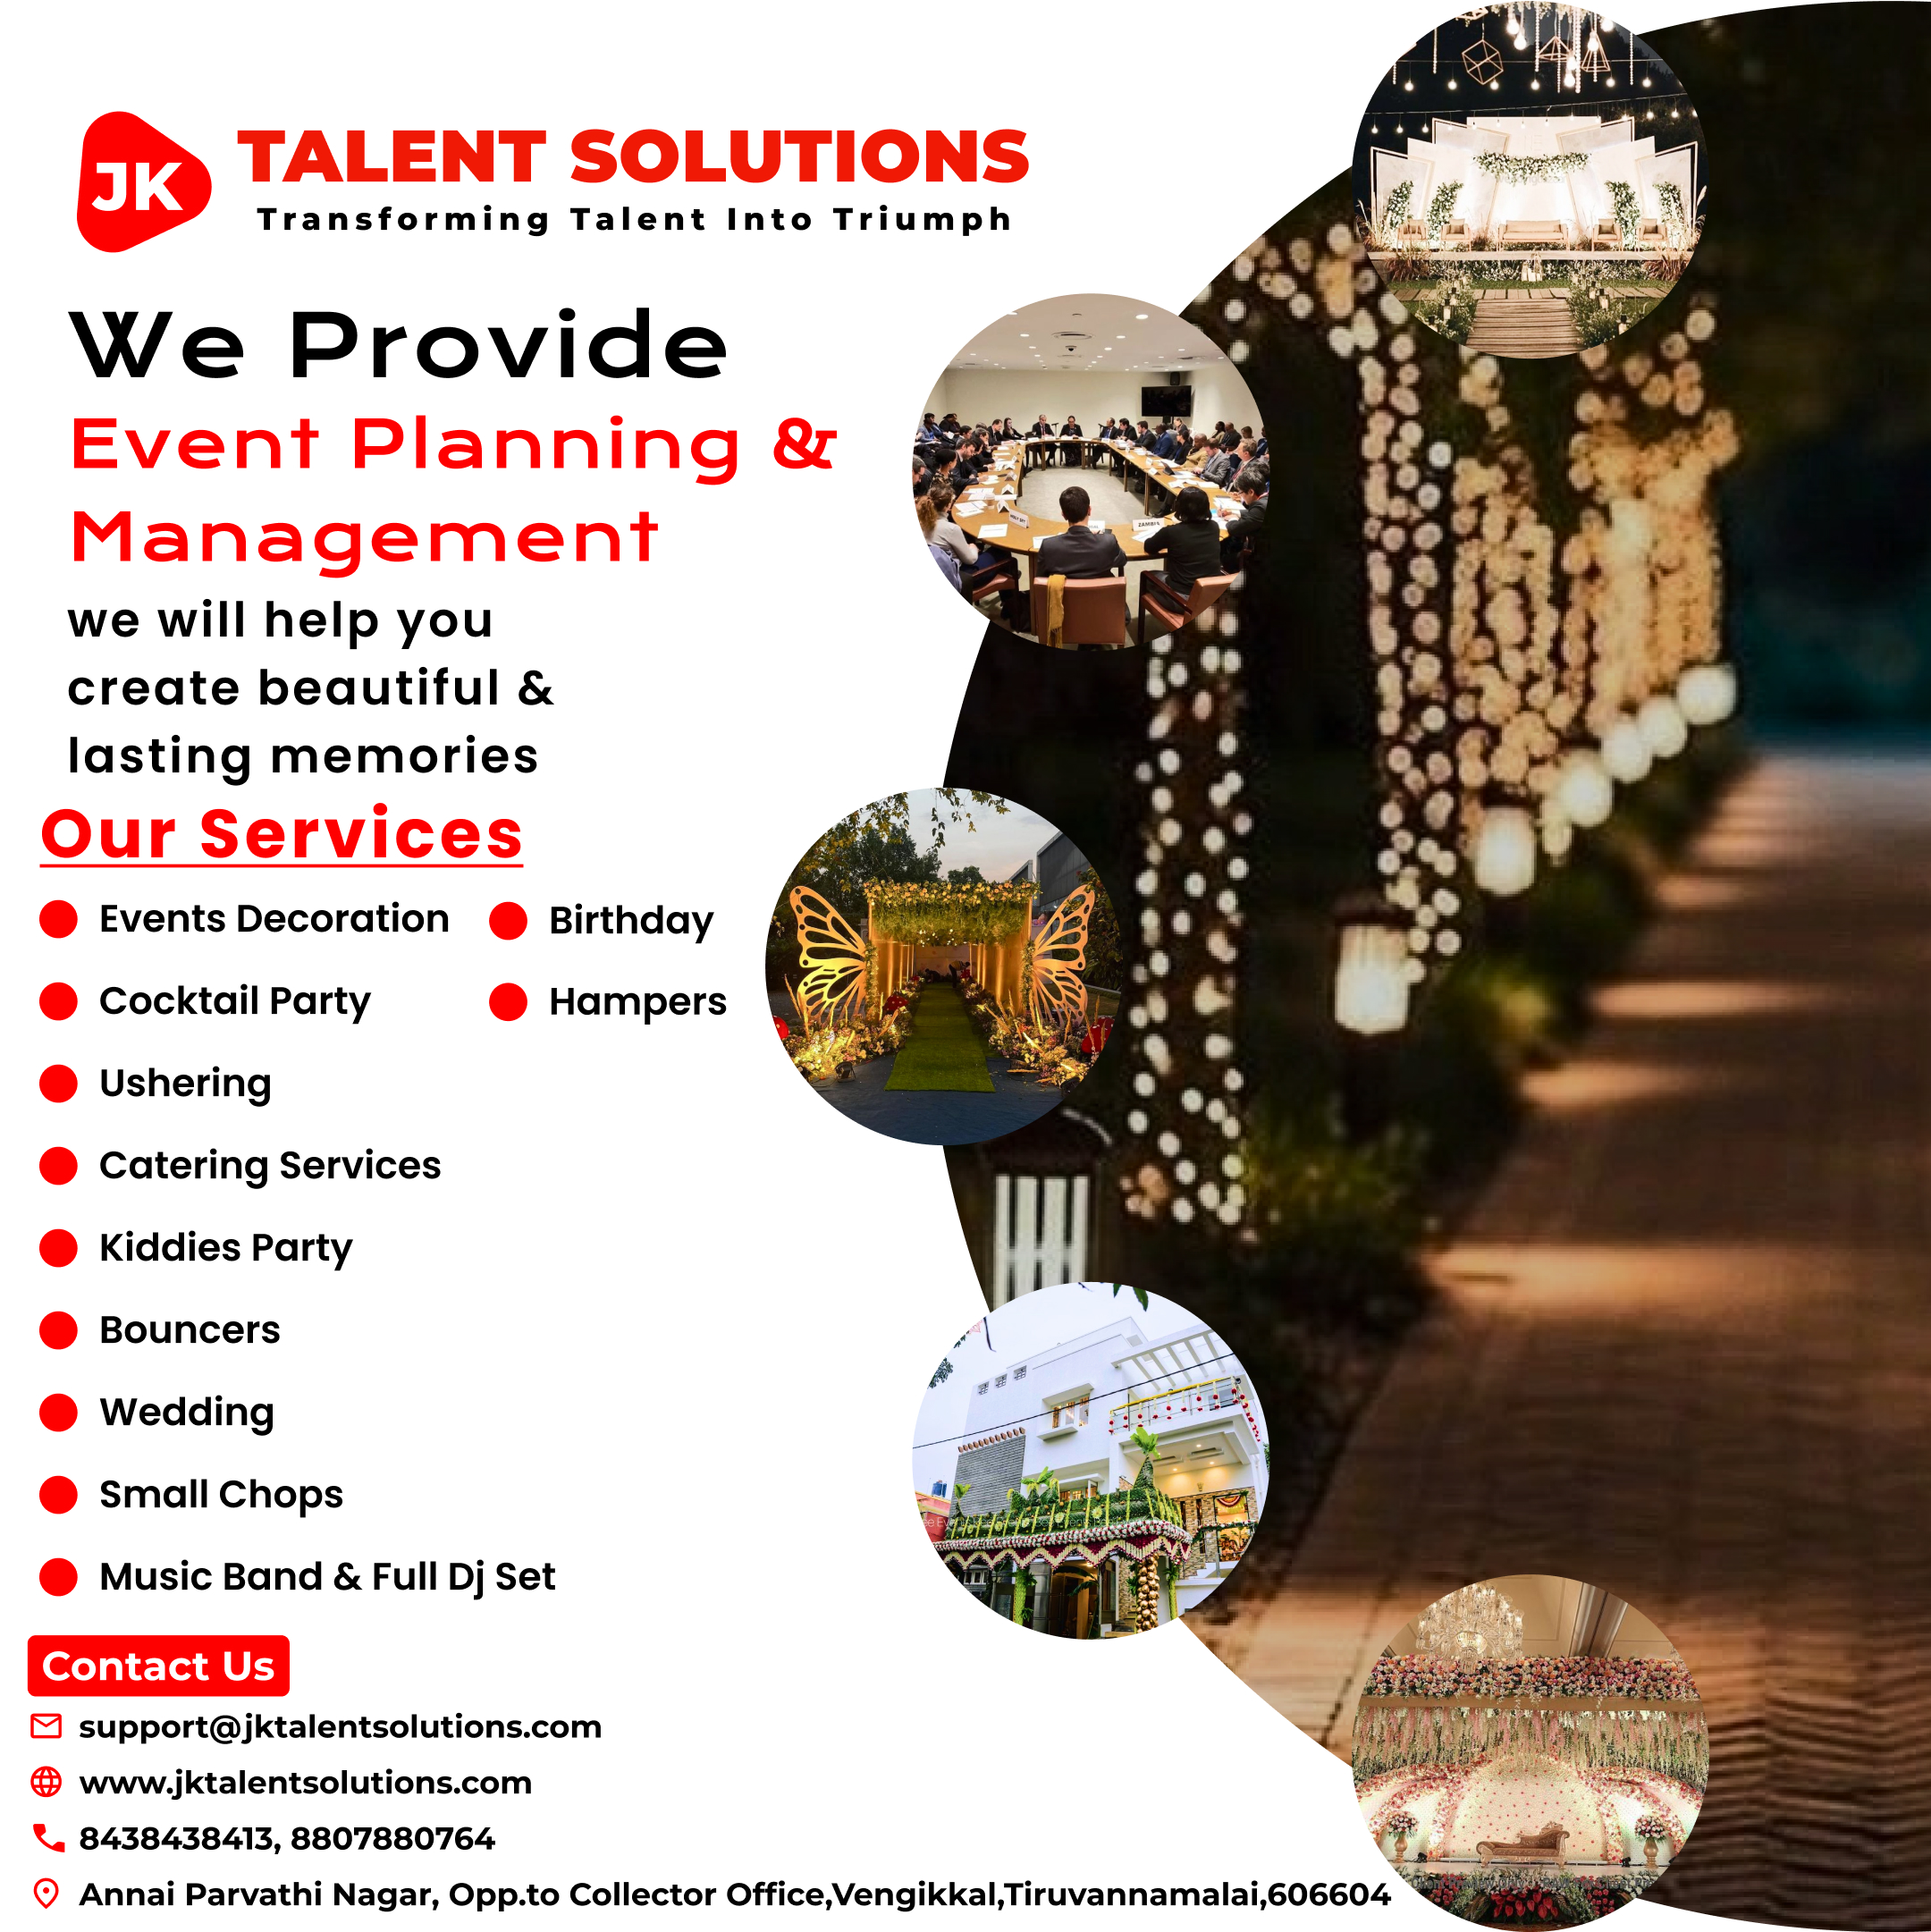 JK
TALENT SOLUTIONS
Transforming Talent Into Triumph
We Provide
Event Planning &
Management
we will help you
create beautiful &
lasting memories
Our Services
Events Decoration
Cocktail Party
Ushering
Catering Services
Kiddies Party
Bouncers
Wedding
Small Chops
Music Band & Full Dj Set
Birthday
Hampers
ZAMBIA
Contact Us
support@jktalentsolutions.com
www.jktalentsolutions.com
8438438413, 8807880764
Annai Parvathi Nagar, Opp.to Collector Office,Vengikkal,Tiruvannamalai,606604